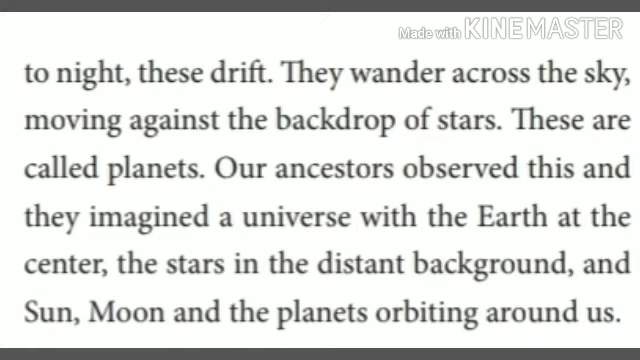 Made with KINEMASTER
to night, these drift. They wander across the sky,
moving against the backdrop of stars. These are
called planets. Our ancestors observed this and
they imagined a universe with the Earth at the
center, the stars in the distant background, and
Sun, Moon and the planets orbiting around us.